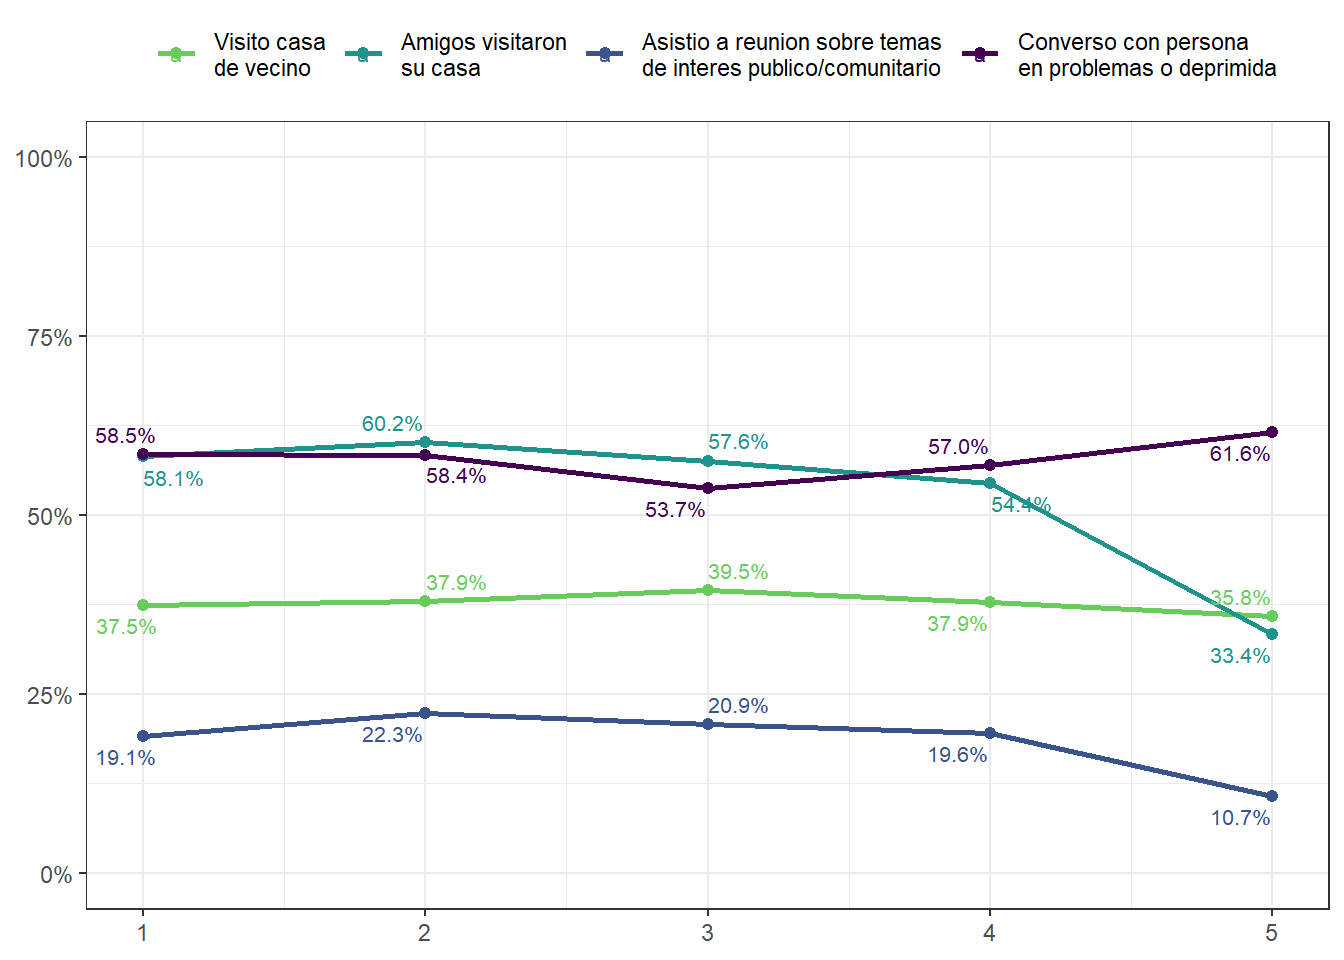 Visito casa
de vecino
Amigos visitaron
su casa
Asistio a reunion sobre temas
de interes publico/comunitario
Converso con persona
en problemas o deprimida
a
a
a
a
100%
75%
50%
25%
0%
58.5%
58.1%
60.2%
58.4%
57.6%
53.7%
57.0%
54.4%
61.6%
37.5%
37.9%
39.5%
37.9%
35.8%
33.4%
19.1%
22.3%
20.9%
19.6%
10.7%
1
2
3
4
5